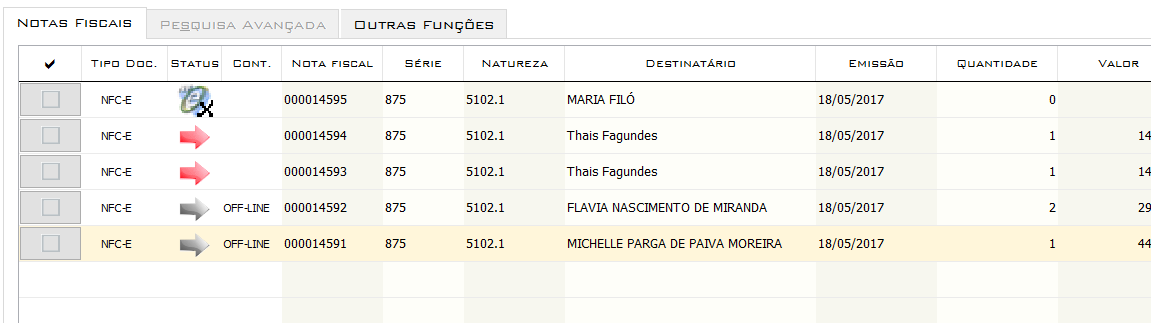 Notas Fiscais Pesquisa Avançada Outras Funções
Tipo Doc. Status Cont. Nota fiscal Série Natureza Destinatário Emissão Quantidade Valor
NFC-E 000014595 875 5102.1 MARIA FILÓ 18/05/2017 0
NFC-E 000014594 875 5102.1 Thais Fagundes 18/05/2017 1 14
NFC-E 000014593 875 5102.1 Thais Fagundes 18/05/2017 1 14
NFC-E OFF-LINE 000014592 875 5102.1 FLAVIA NASCIMENTO DE MIRANDA 18/05/2017 2 29
NFC-E OFF-LINE 000014591 875 5102.1 MICHELLE PARGA DE PAIVA MOREIRA 18/05/2017 1 44